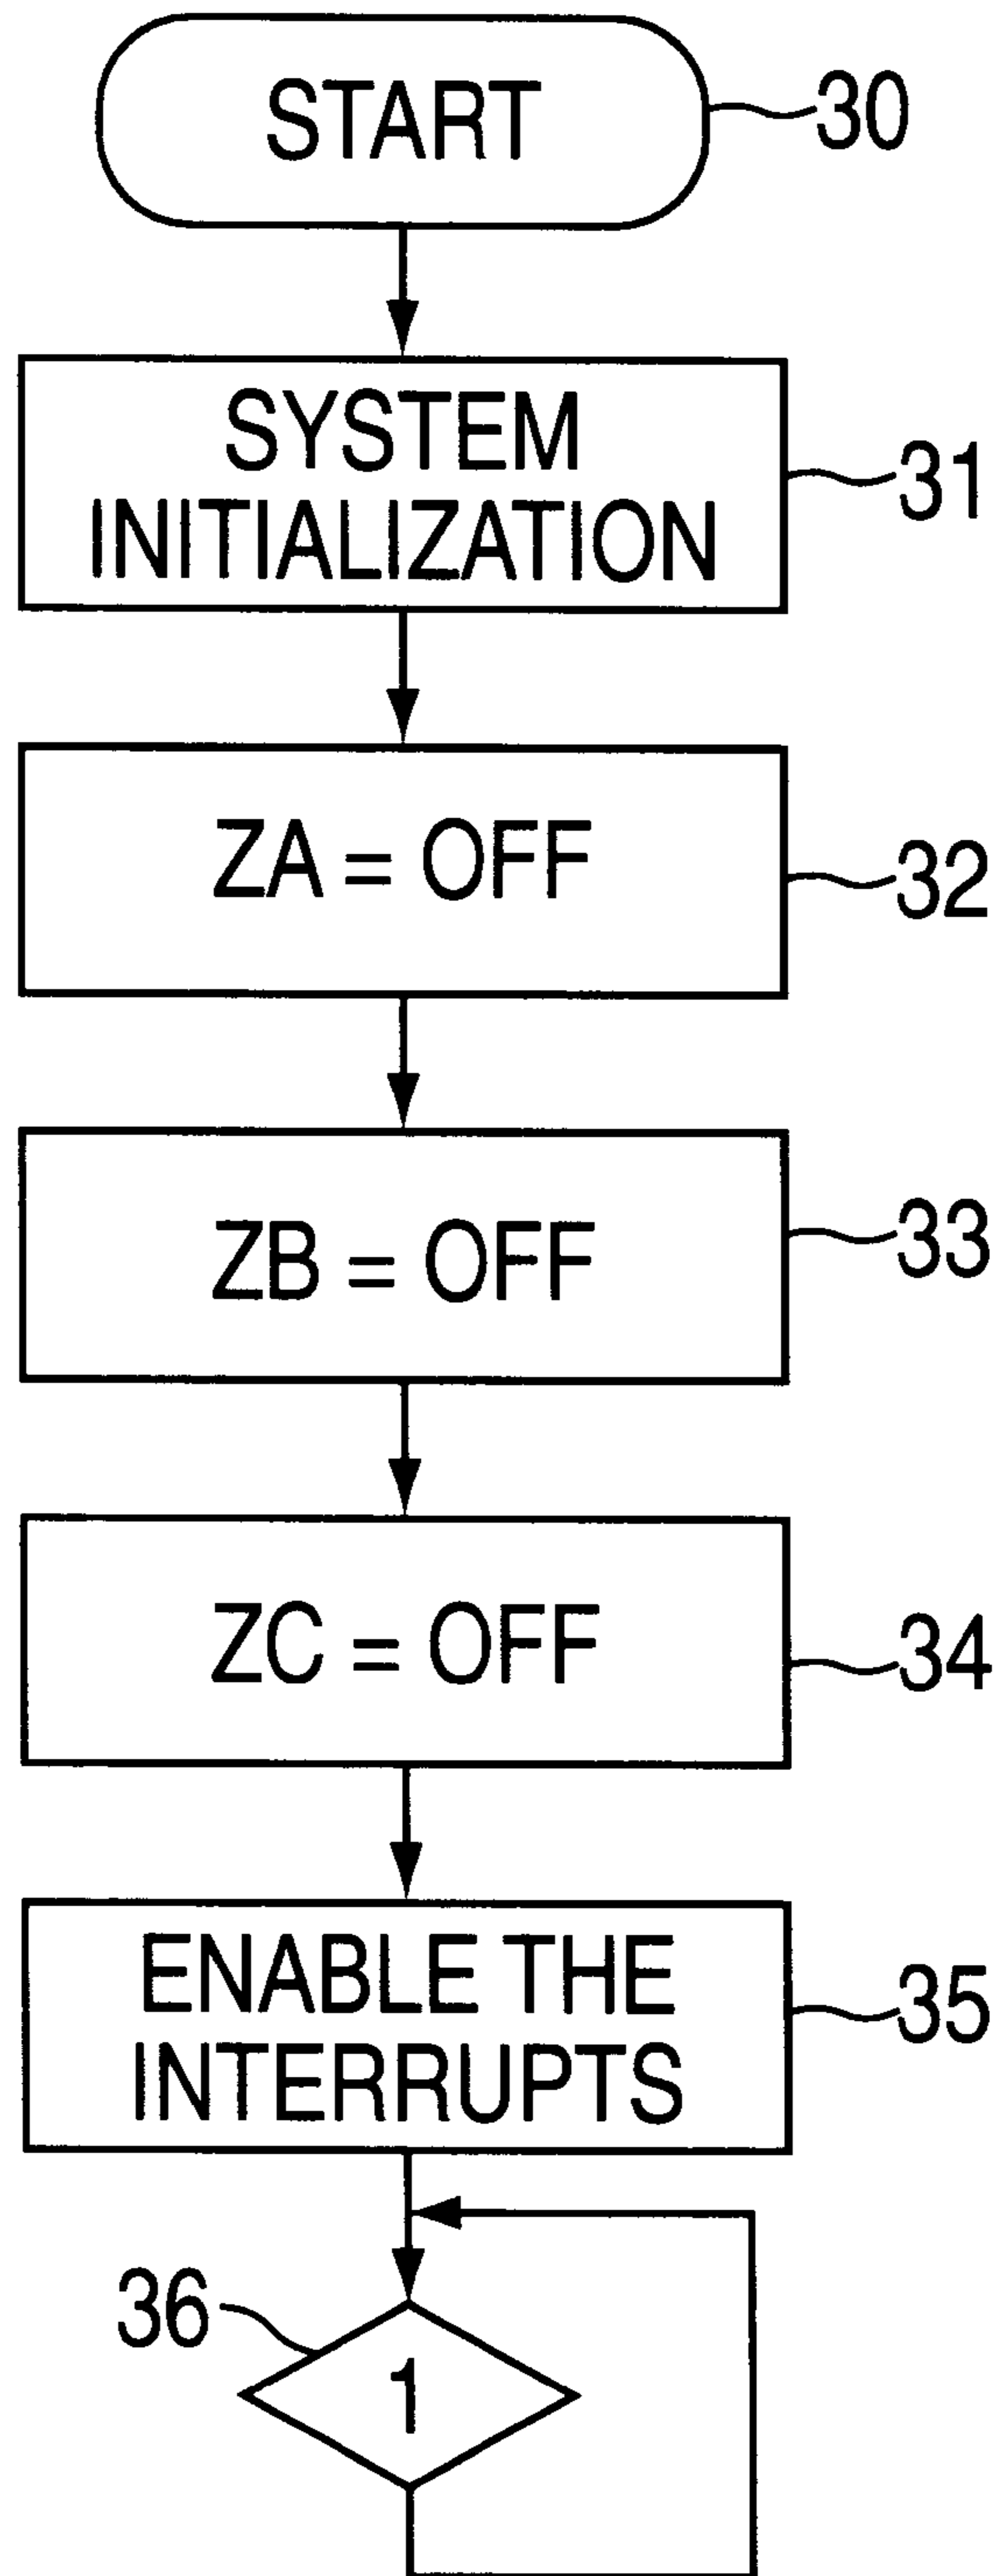 START
30
SYSTEM
INITIALIZATION
31
ZA = OFF
32
ZB = OFF
33
ZC = OFF
34
ENABLE THE
INTERRUPTS
35
36
1